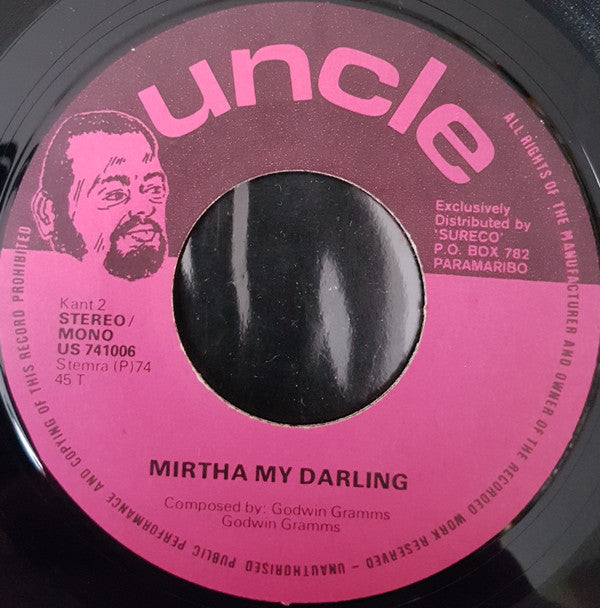 uncle
Exclusively
Distributed by
'SURECO'
P.O. BOX 782
PARAMARIBO
Kant 2
STEREO/
MONO
US 741006
Stemra (P)74
45 T
MIRTHA MY DARLING
Composed by: Godwin Gramms
Godwin Gramms
ALL RIGHTS OF THE MANUFACTURER AND OWNER OF THE RECORDED WORK RESERVED – UNAUTHORISED PUBLIC PERFORMANCE AND COPYING OF THIS RECORD PROHIBITED